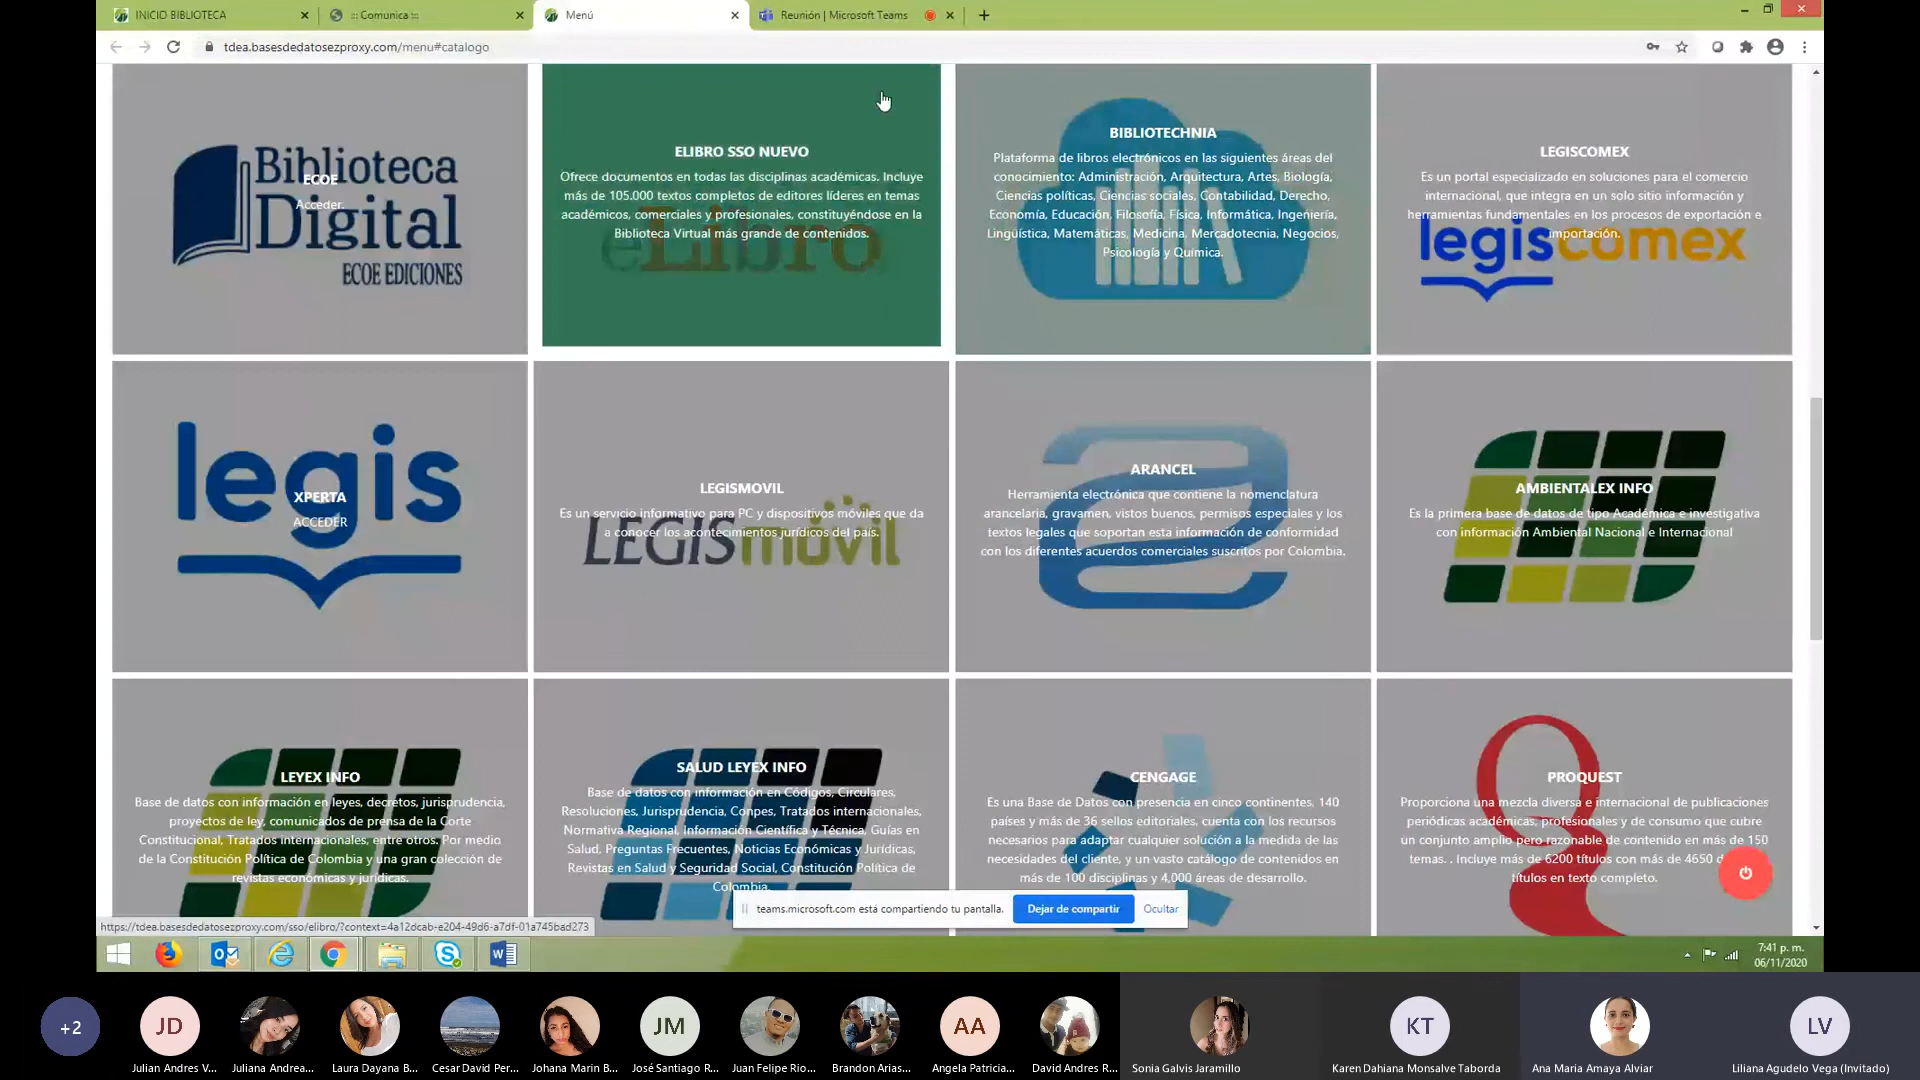 INICIO BIBLIOTECA
::: Comunica :::
Menú
Reunión | Microsoft Teams
tdea.basesdedatosezproxy.com/menu#catalogo
Biblioteca
Digital
ECOE EDICIONES
ECOE
Acceder.
ELIBRO SSO NUEVO
Ofrece documentos en todas las disciplinas académicas. Incluye
más de 105.000 textos completos de editores líderes en temas
académicos, comerciales y profesionales, constituyéndose en la
Biblioteca Virtual más grande de contenidos.
eLibro
BIBLIOTECHNIA
Plataforma de libros electrónicos en las siguientes áreas del
conocimiento: Administración, Arquitectura, Artes, Biología,
Ciencias políticas, Ciencias sociales, Contabilidad, Derecho,
Economía, Educación, Filosofía, Física, Informática, Ingeniería,
Lingüística, Matemáticas, Medicina, Mercadotecnia, Negocios,
Psicología y Química.
LEGISCOMEX
Es un portal especializado en soluciones para el comercio
internacional, que integra en un solo sitio información y
herramientas fundamentales en los procesos de exportación e
importación.
legiscomex
legis
XPERTA
ACCEDER
LEGISMOVIL
Es un servicio informativo para PC y dispositivos móviles que da
a conocer los acontecimientos jurídicos del país.
LEGISmóvil
ARANCEL
Herramienta electrónica que contiene la nomenclatura
arancelaria, gravamen, vistos buenos, permisos especiales y los
textos legales que soportan esta información de conformidad
con los diferentes acuerdos comerciales suscritos por Colombia.
AMBIENTALEX INFO
Es la primera base de datos de tipo Académica e investigativa
con información Ambiental Nacional e Internacional
LEYEX INFO
Base de datos con información en leyes, decretos, jurisprudencia,
proyectos de ley, comunicados de prensa de la Corte
Constitucional, Tratados internacionales, entre otros. Por medio
de la Constitución Política de Colombia y una gran colección de
revistas económicas y jurídicas.
SALUD LEYEX INFO
Base de datos con información en Códigos, Circulares,
Resoluciones, Jurisprudencia, Conpes, Tratados internacionales,
Normativa Regional, Información Científica y Técnica, Guías en
Salud, Preguntas Frecuentes, Noticias Económicas y Jurídicas,
Revistas en Salud y Seguridad Social, Constitución Política de
Colombia.
CENGAGE
Es una Base de Datos con presencia en cinco continentes, 140
países y más de 36 sellos editoriales, cuenta con los recursos
necesarios para adaptar cualquier solución a la medida de las
necesidades del cliente, y un vasto catálogo de contenidos en
más de 100 disciplinas y 4,000 áreas de desarrollo.
PROQUEST
Proporciona una mezcla diversa e internacional de publicaciones
periódicas académicas, profesionales y de consumo que cubre
un conjunto amplio pero razonable de contenido en más de 150
temas. . Incluye más de 6200 títulos con más de 4650 d
títulos en texto completo.
teams.microsoft.com está compartiendo tu pantalla.
Dejar de compartir
Ocultar
https://tdea.basesdedatosezproxy.com/sso/elibro/?context=4a12dcab-e204-49d6-a7df-01a745bad273
7:41 p. m.
06/11/2020
+2
JD
JM
AA
KT
LV
Julian Andres V...
Juliana Andrea...
Laura Dayana B...
Cesar David Per...
Johana Marin B...
José Santiago R...
Juan Felipe Rio...
Brandon Arias...
Angela Patricia...
David Andres R...
Sonia Galvis Jaramillo
Karen Dahiana Monsalve Taborda
Ana Maria Amaya Alviar
Liliana Agudelo Vega (Invitado)